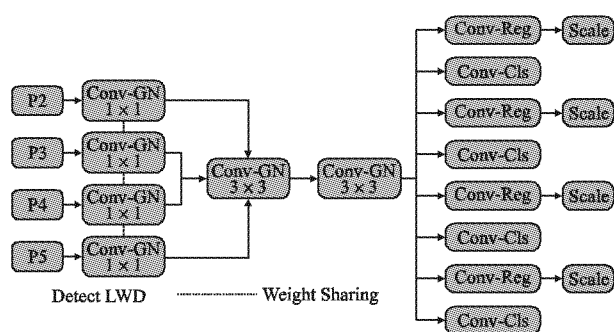 P2
Conv-GN
1 × 1
P3
Conv-GN
1 × 1
P4
Conv-GN
1 × 1
P5
Conv-GN
1 × 1
Conv-GN
3 × 3
Conv-GN
3 × 3
Conv-Reg
Scale
Conv-Cls
Conv-Reg
Scale
Conv-Cls
Conv-Reg
Scale
Conv-Cls
Conv-Reg
Scale
Conv-Cls
Detect LWD
Weight Sharing